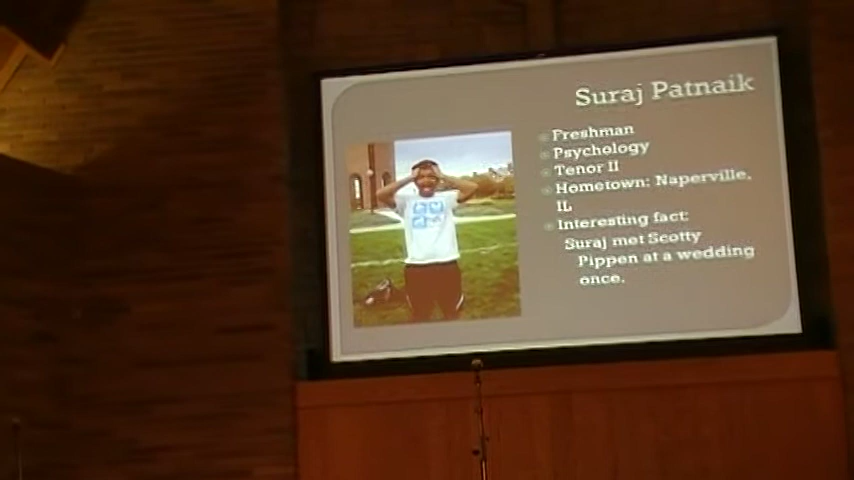 Suraj Patnaik
Freshman
Psychology
Tenor II
Hometown: Naperville,
IL
Interesting fact:
Suraj met Scotty
Pippen at a wedding
once.